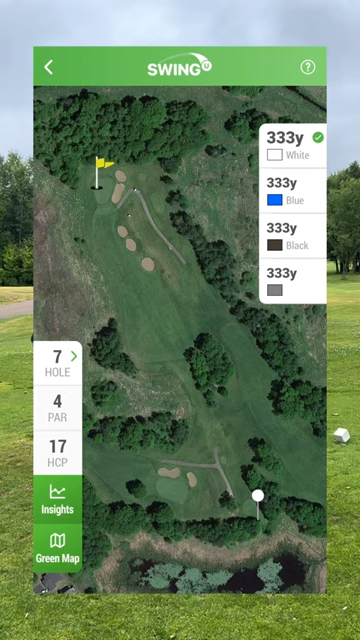 SWING U
?
333y
White
333y
Blue
333y
Black
333y
7
HOLE
4
PAR
17
HCP
Insights
Green Map